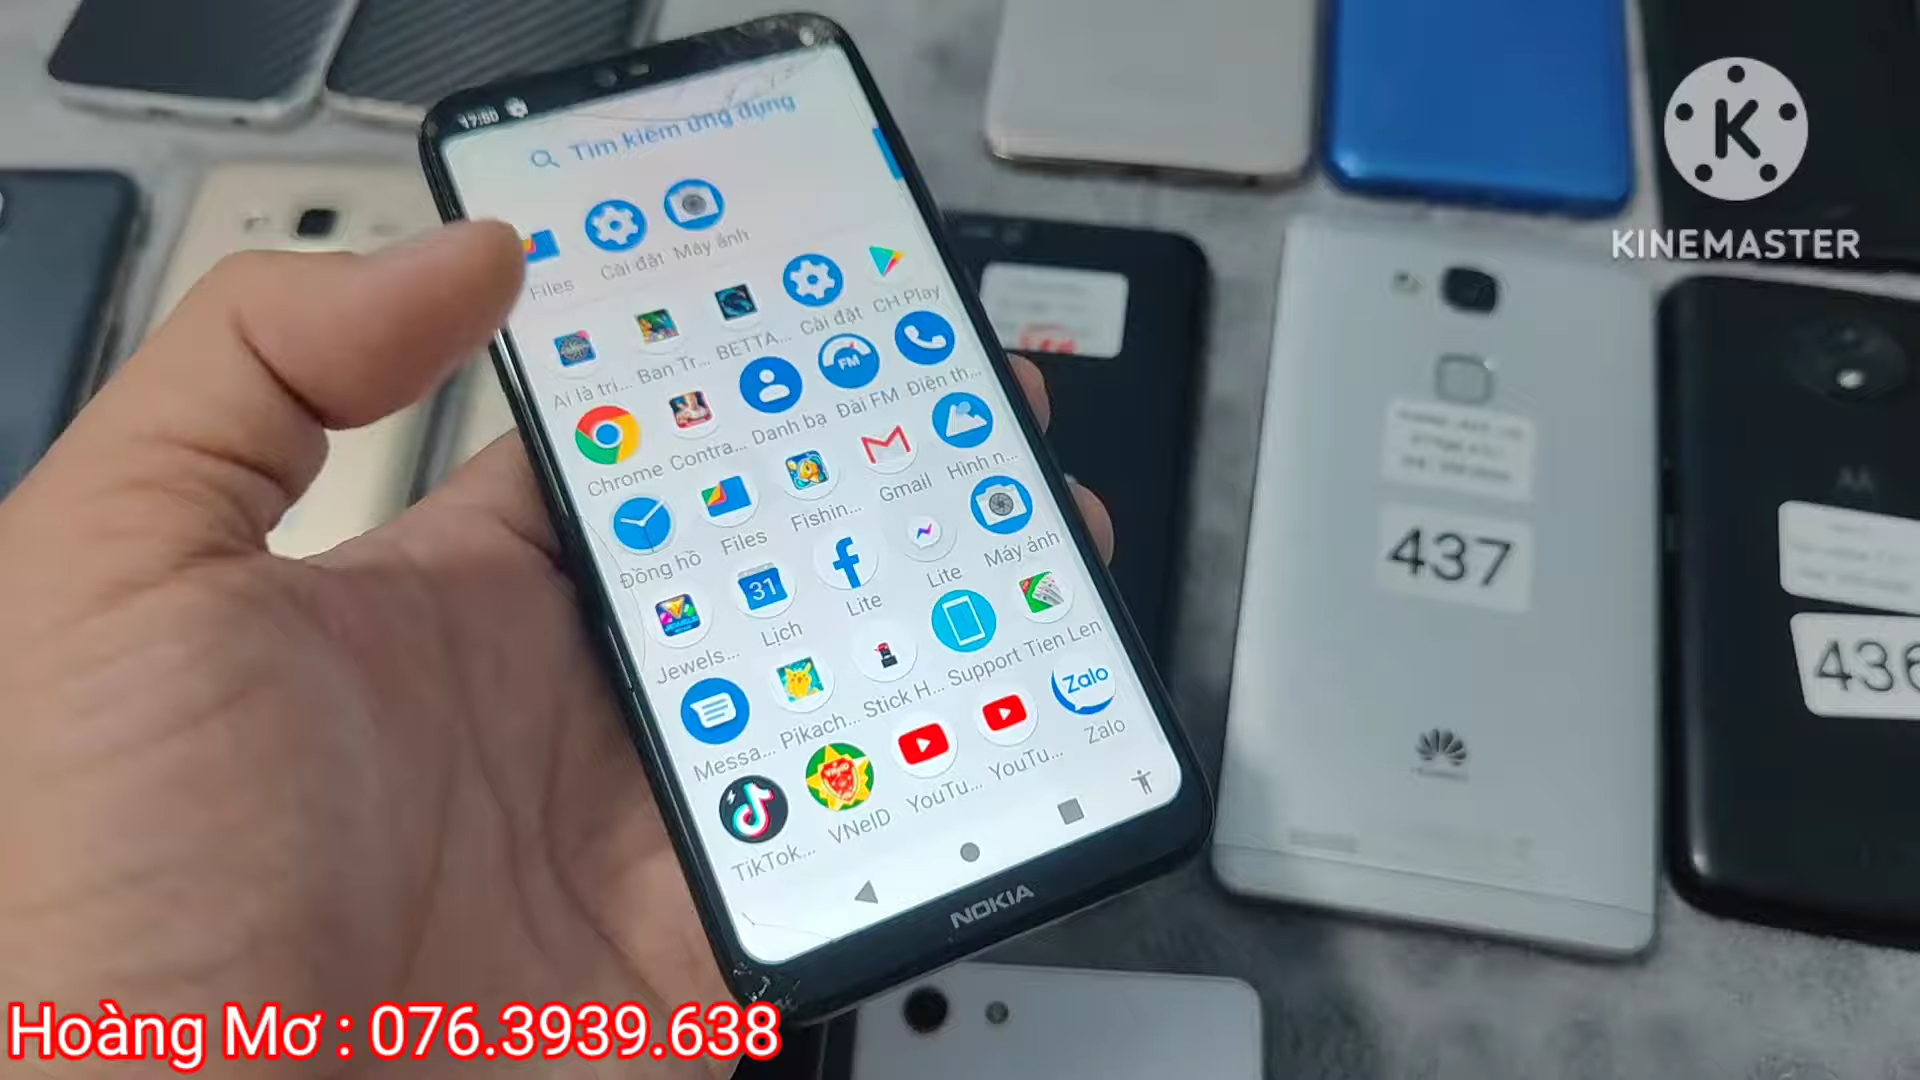 17:00
Tìm kiếm ứng dụng
Files
Cài đặt
Máy ảnh
Ai là tri...
Ban Tr...
BETTA...
Cài đặt
CH Play
Chrome
Contra...
Danh bạ
Đài FM
Điện th...
Đồng hồ
Files
Fishin...
Gmail
Hình n...
Jewels...
Lịch
Lite
Lite
Máy ảnh
Messa...
Pikach...
Stick H...
Support
Tien Len
TikTok...
VNeID
YouTu...
YouTu...
Zalo
FM
31
Zalo
NOKIA
K
KINEMASTER
437
436
Hoàng Mơ : 076.3939.638